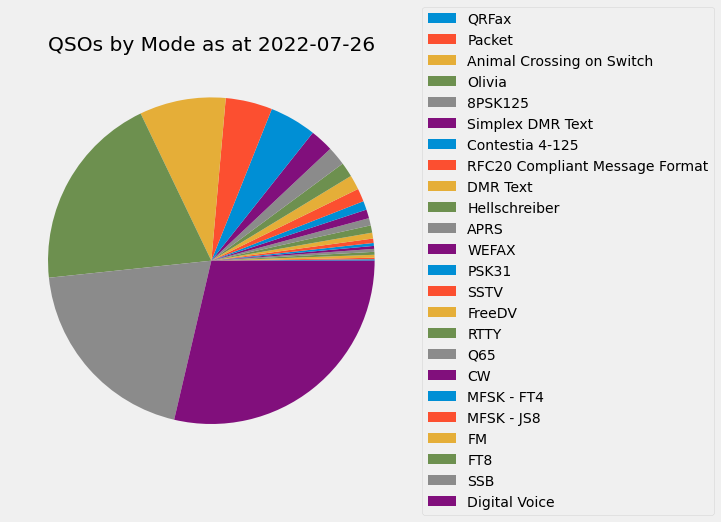 QSOs by Mode as at 2022-07-26
QRFax
Packet
Animal Crossing on Switch
Olivia
8PSK125
Simplex DMR Text
Contestia 4-125
RFC20 Compliant Message Format
DMR Text
Hellschreiber
APRS
WEFAX
PSK31
SSTV
FreeDV
RTTY
Q65
CW
MFSK - FT4
MFSK - JS8
FM
FT8
SSB
Digital Voice